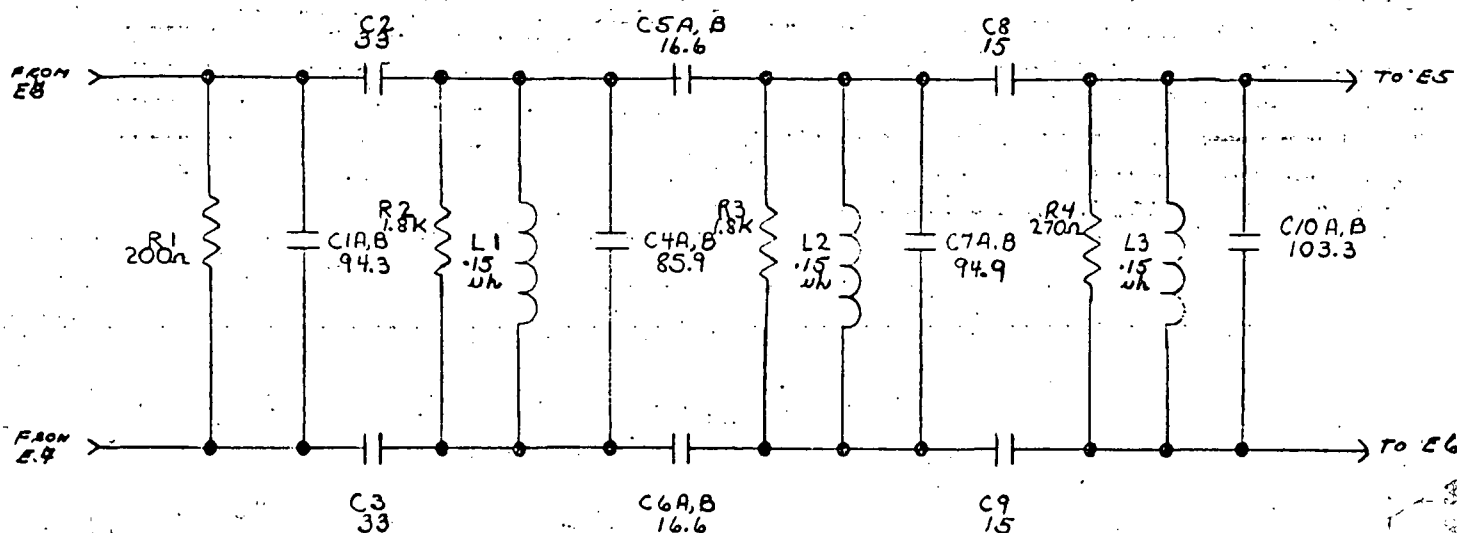 C2
33
C5A, B
16.6
C8
15
FROM
E8
TO E5
R1
200Ω
C1A,B
94.3
R2
1.8K
L1
.15
uh
C4A, B
85.9
R3
1.8K
L2
.15
uh
C7A,B
94.9
R4
270Ω
L3
.15
uh
C10 A, B
103.3
FROM
TO E6
C3
33
C6A, B
16.6
C9
15